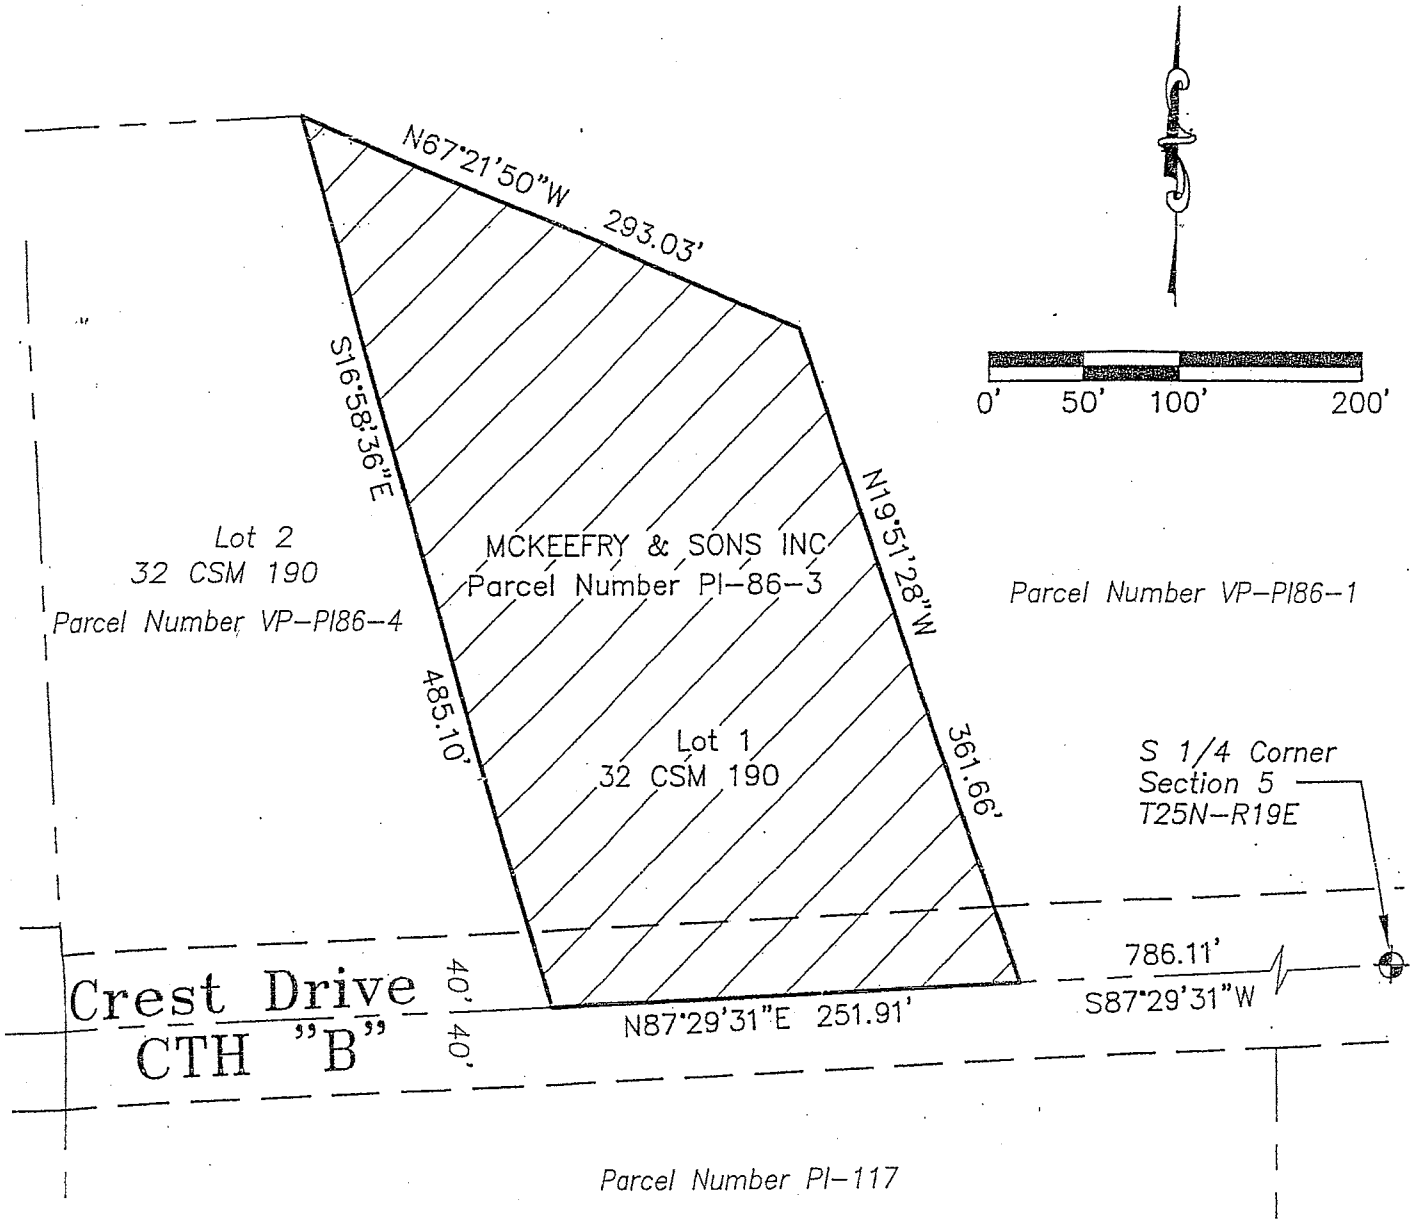 N67°21'50"W 293.03'
0' 50' 100' 200'
S16°58'36"E
485.10'
N19°51'28"W
361.66'
Lot 2
32 CSM 190
Parcel Number VP-PI86-4
MCKEEFRY & SONS INC
Parcel Number PI-86-3
Parcel Number VP-PI86-1
Lot 1
32 CSM 190
S 1/4 Corner
Section 5
T25N-R19E
Crest Drive
CTH "B"
40'
40'
N87°29'31"E 251.91'
786.11'
S87°29'31"W
Parcel Number PI-117